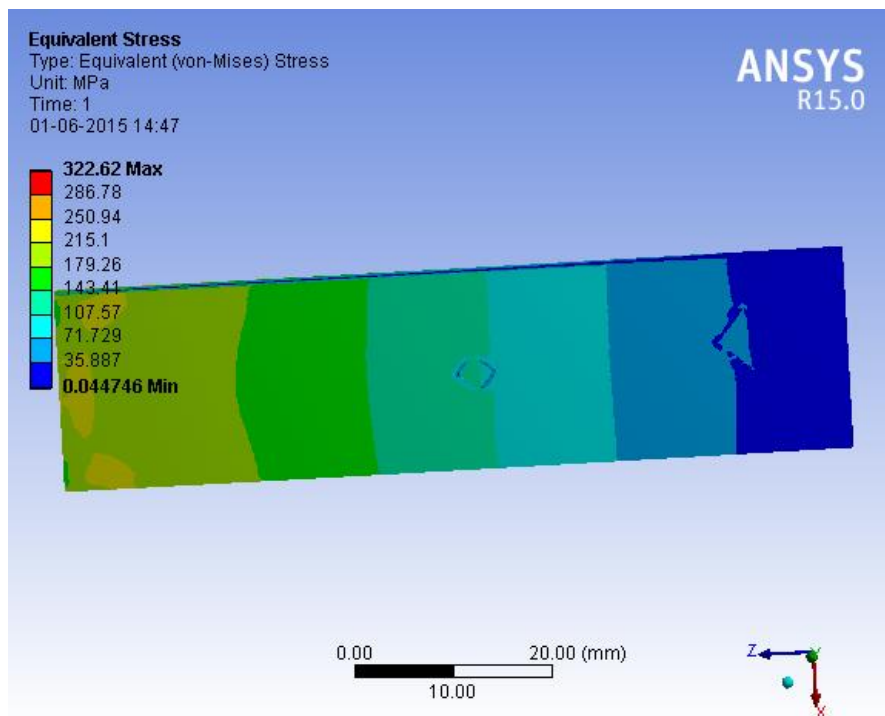 Equivalent Stress
Type: Equivalent (von-Mises) Stress
Unit: MPa
Time: 1
01-06-2015 14:47
ANSYS
R15.0
322.62 Max
286.78
250.94
215.1
179.26
143.41
107.57
71.729
35.887
0.044746 Min
0.00 20.00 (mm)
10.00
Z Y
X